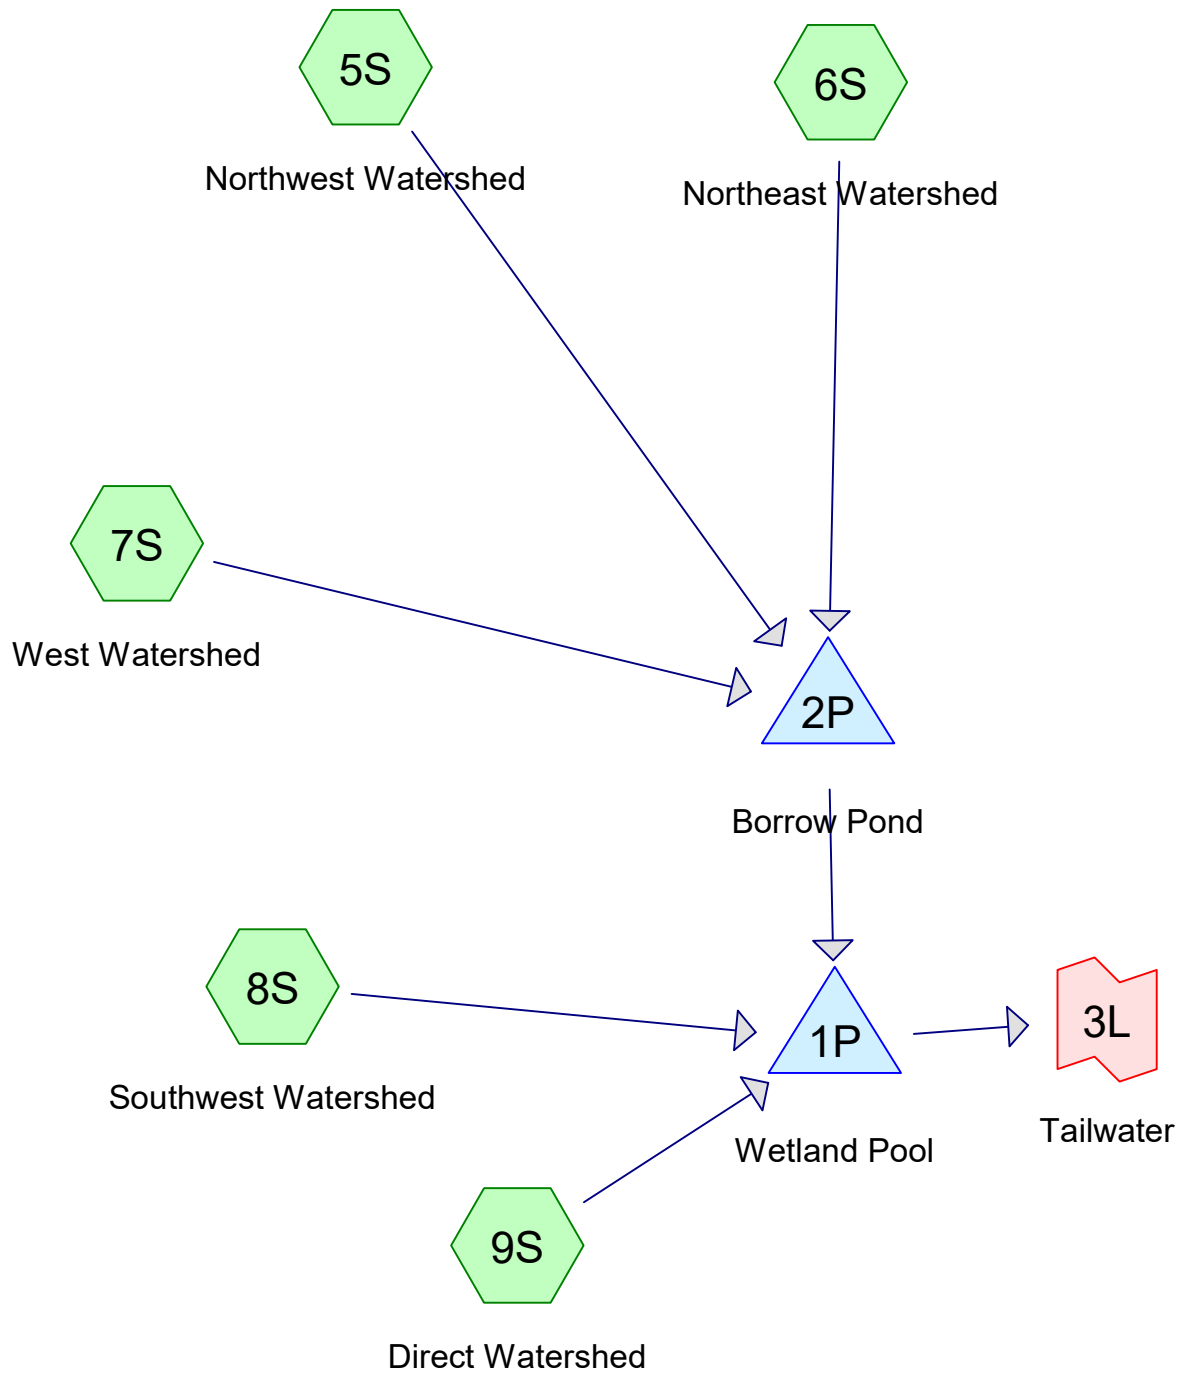 5S
Northwest Watershed
6S
Northeast Watershed
7S
West Watershed
2P
Borrow Pond
8S
Southwest Watershed
1P
Wetland Pool
3L
Tailwater
9S
Direct Watershed